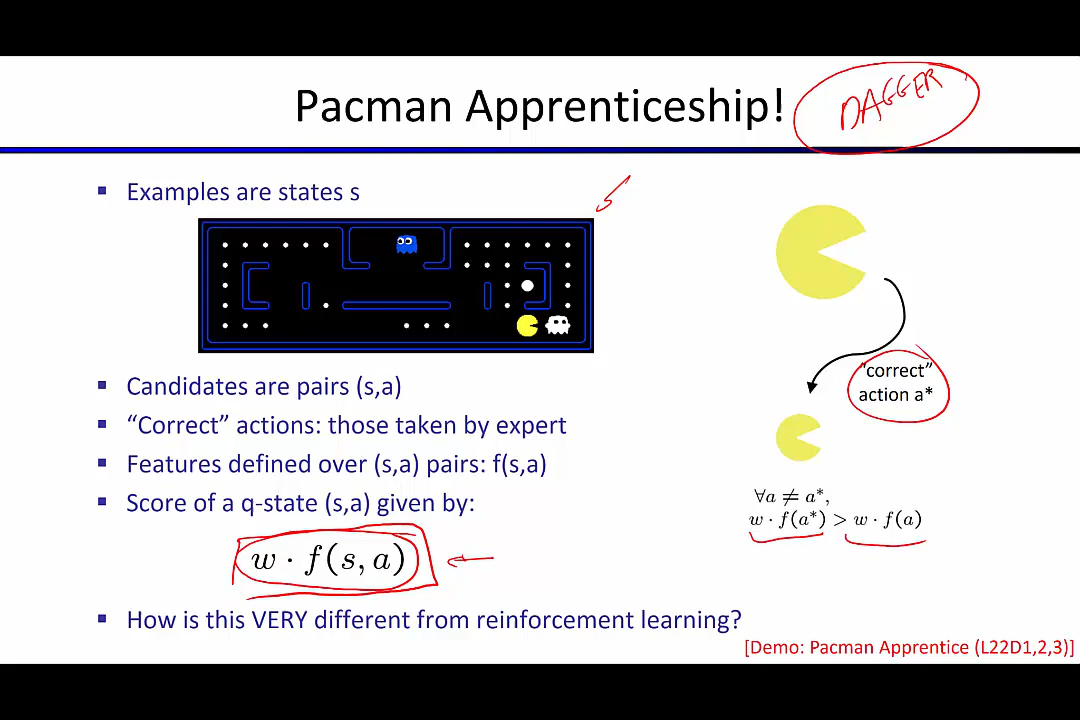 Pacman Apprenticeship!
DAGGER
Examples are states s
Candidates are pairs (s,a)
“Correct” actions: those taken by expert
Features defined over (s,a) pairs: f(s,a)
Score of a q-state (s,a) given by:
w · f(s, a)
How is this VERY different from reinforcement learning?
“correct”
action a*
∀a ≠ a*,
w · f(a*) > w · f(a)
[Demo: Pacman Apprentice (L22D1,2,3)]